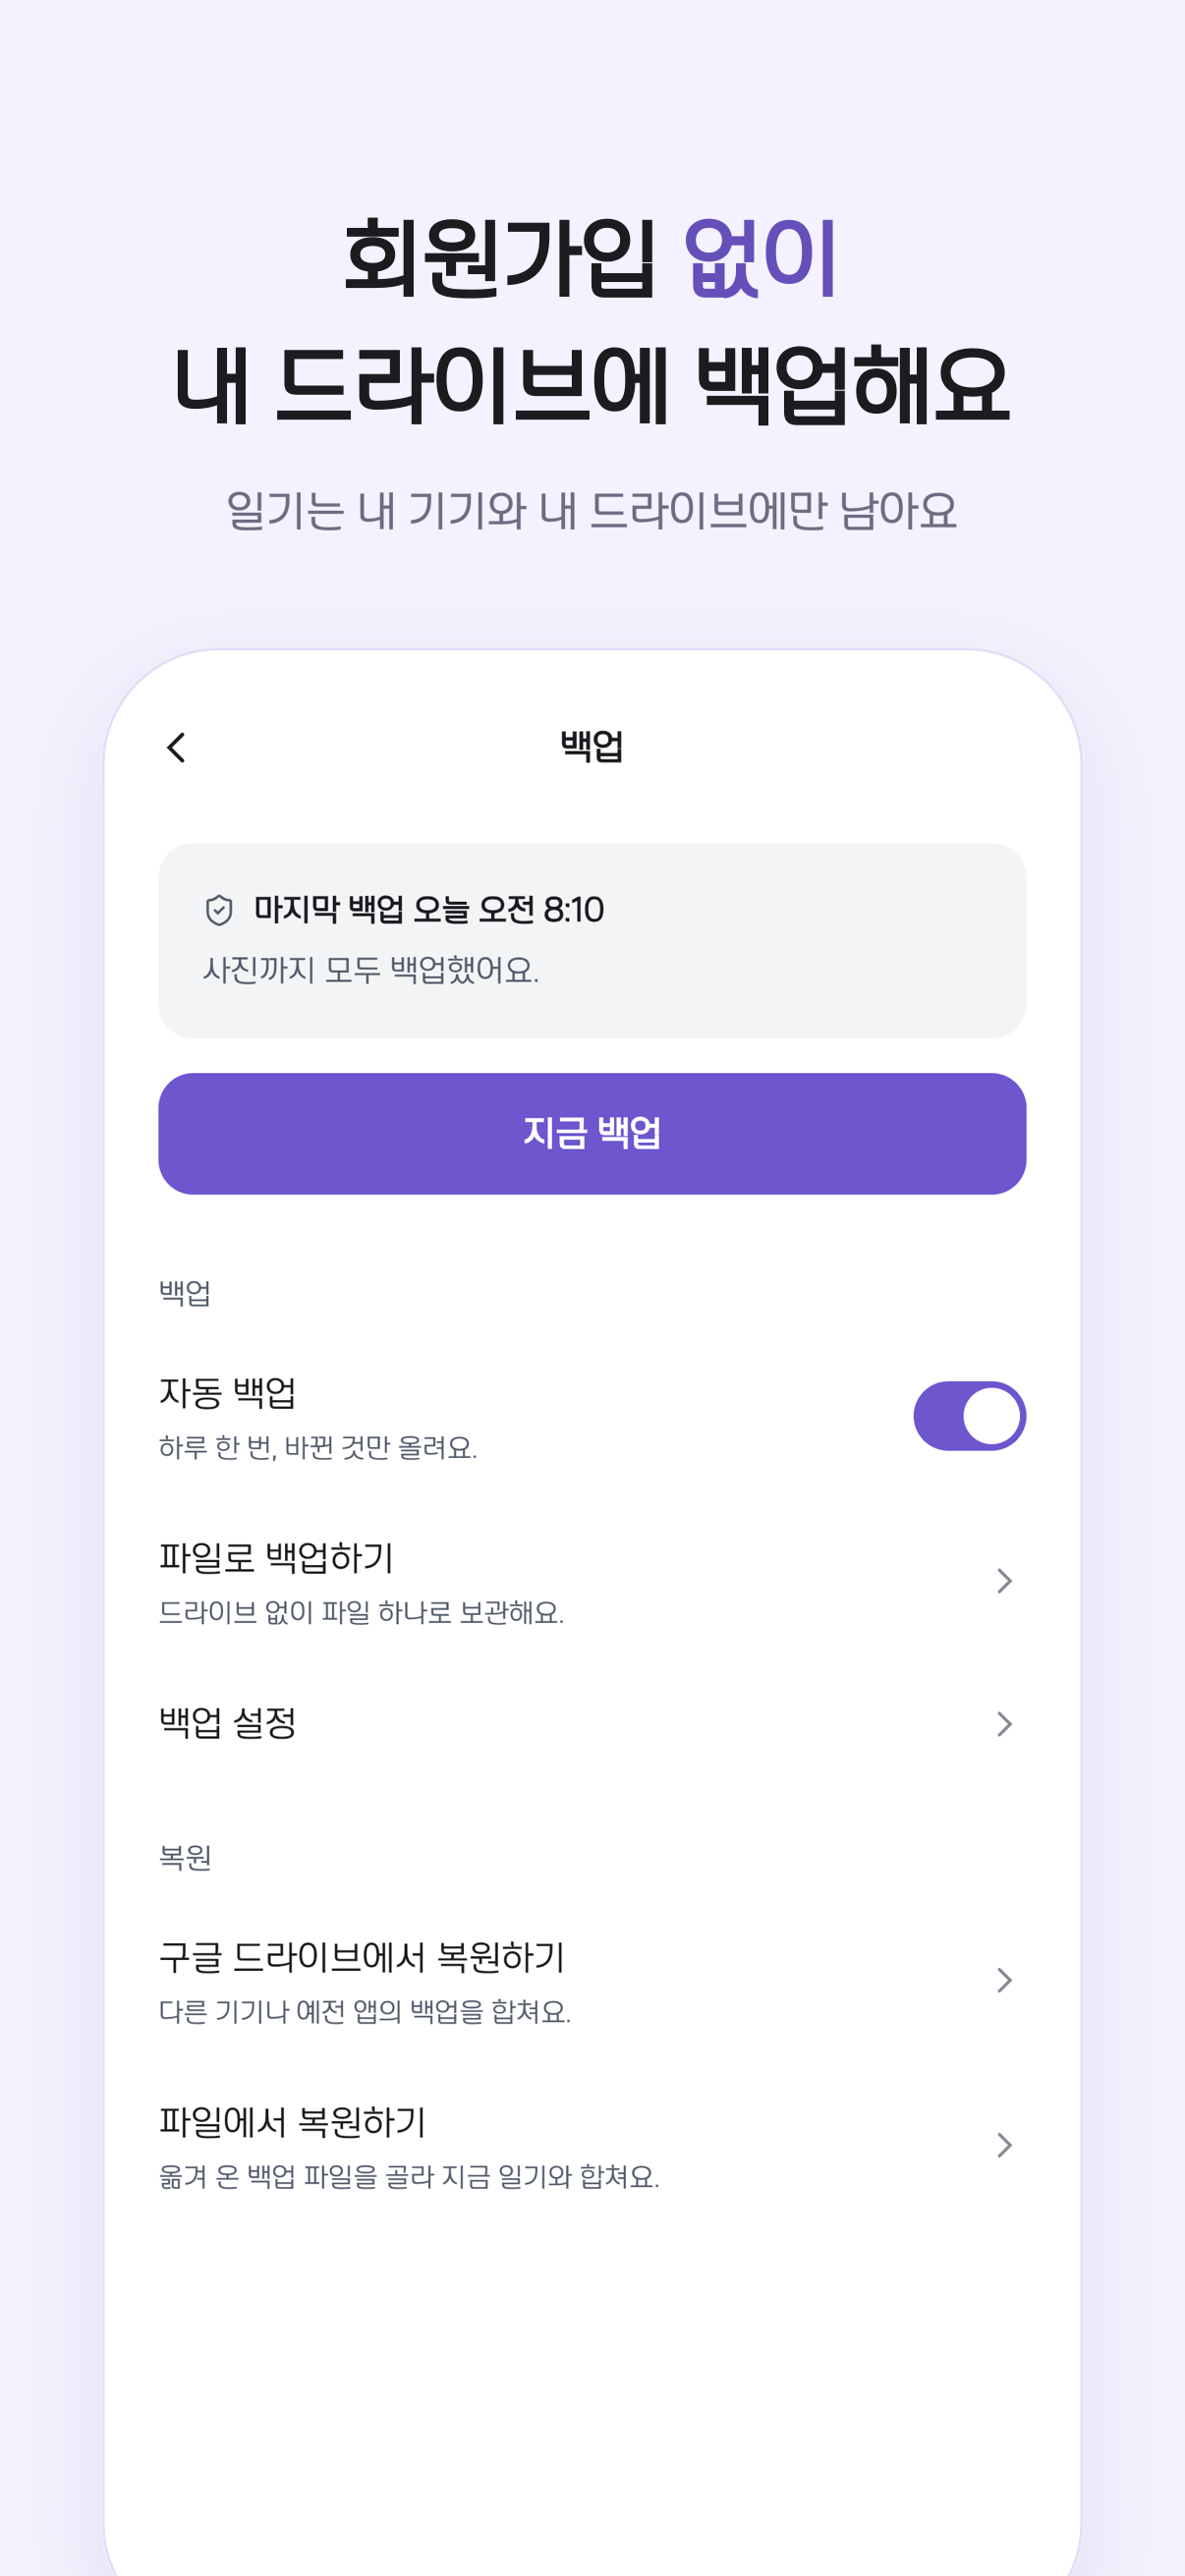 회원가입 없이
내 드라이브에 백업해요
일기는 내 기기와 내 드라이브에만 남아요
백업
마지막 백업 오늘 오전 8:10
사진까지 모두 백업했어요.
지금 백업
백업
자동 백업
하루 한 번, 바뀐 것만 올려요.
파일로 백업하기
드라이브 없이 파일 하나로 보관해요.
백업 설정
복원
구글 드라이브에서 복원하기
다른 기기나 예전 앱의 백업을 합쳐요.
파일에서 복원하기
옮겨 온 백업 파일을 골라 지금 일기와 합쳐요.